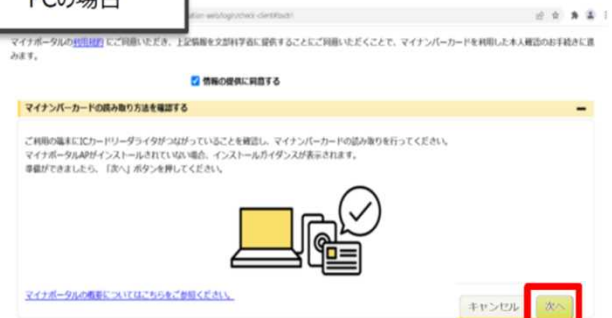 PCの場合
マイナポータルの利用規約 にご同意いただき、上記情報を文部科学省に提供することにご同意いただくことで、マイナンバーカードを利用した本人確認のお手続きに進
みます。
情報の提供に同意する
マイナンバーカードの読み取り方法を確認する
ご利用の端末にICカードリーダライタがつながっていることを確認し、マイナンバーカードの読み取りを行ってください。
マイナポータルAPがインストールされていない場合、インストールガイダンスが表示されます。
準備ができましたら、「次へ」ボタンを押してください。
マイナポータルの概要についてはこちらをご参照ください。
キャンセル 次へ